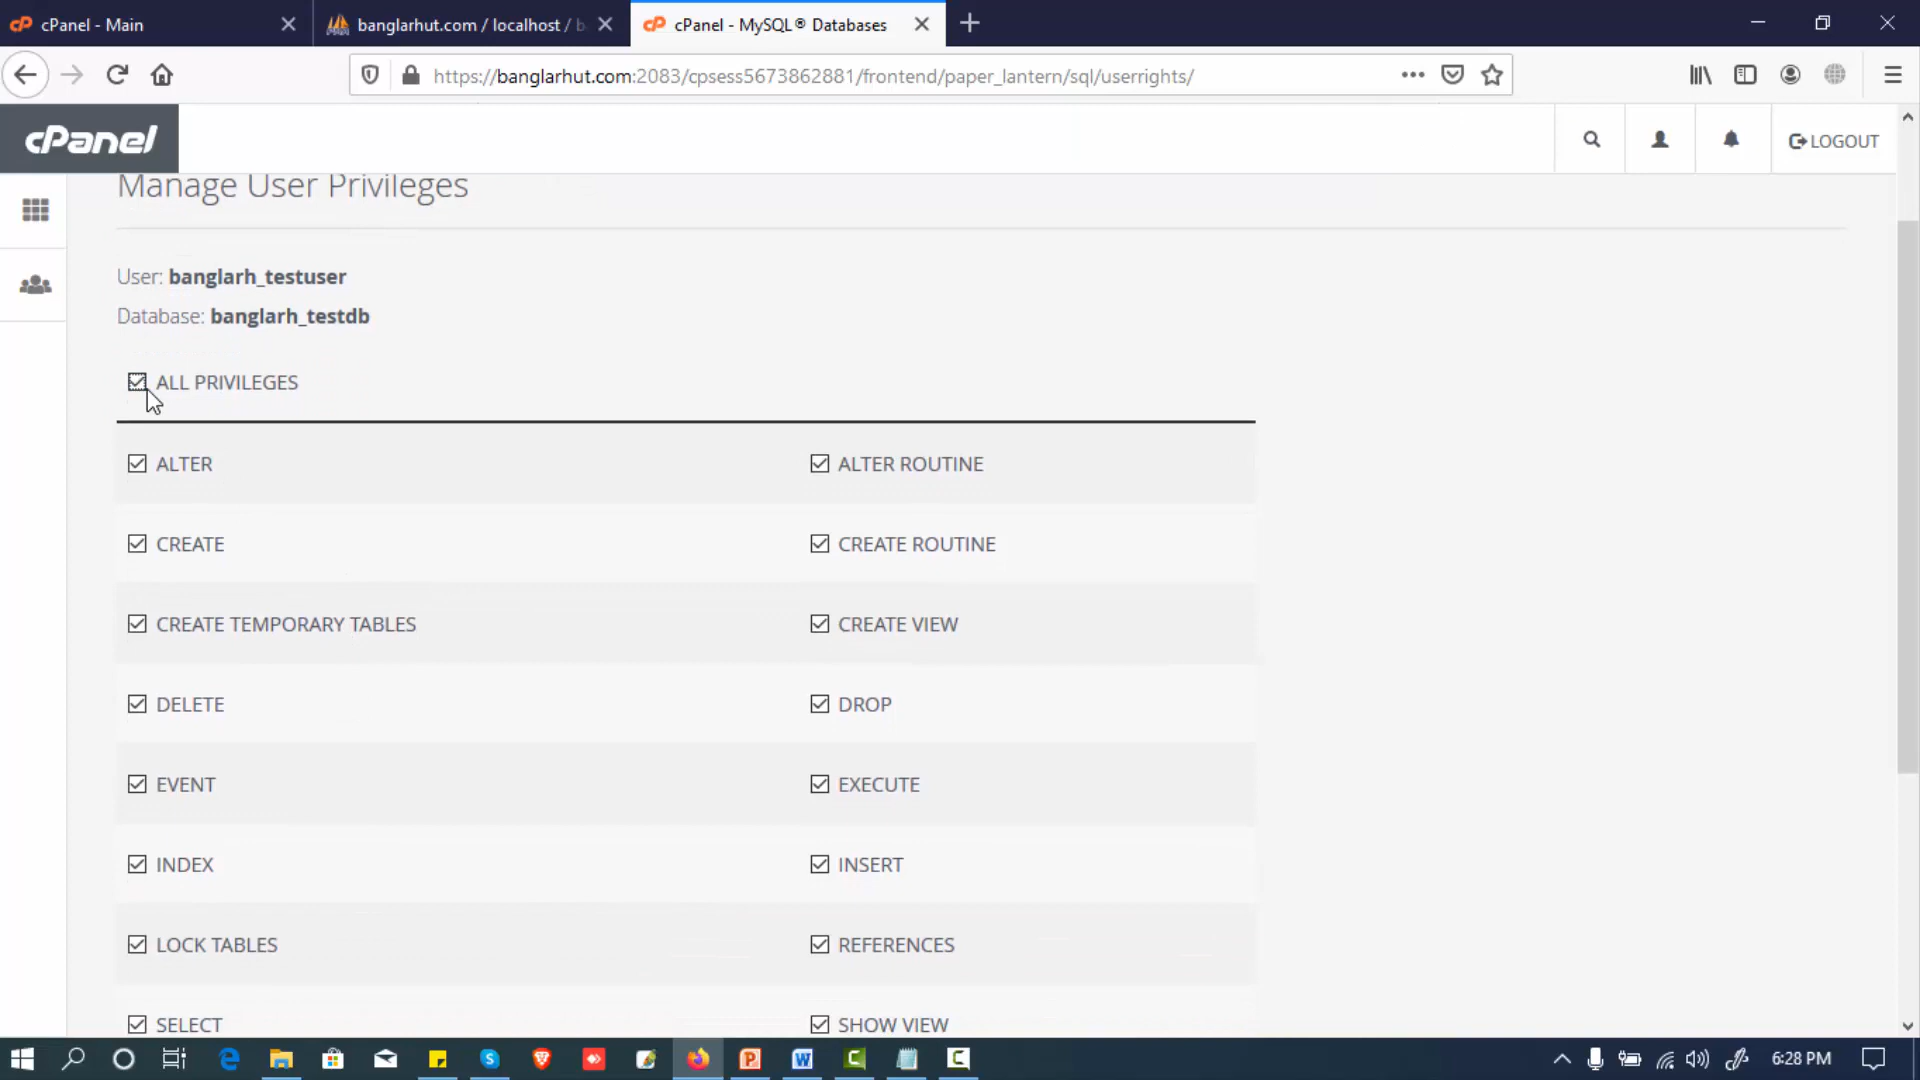 cPanel - Main
banglarhut.com / localhost / b
cPanel - MySQL® Databases
https://banglarhut.com:2083/cpsess5673862881/frontend/paper_lantern/sql/userrights/
cPanel
LOGOUT
Manage User Privileges
User: banglarh_testuser
Database: banglarh_testdb
ALL PRIVILEGES
ALTER
ALTER ROUTINE
CREATE
CREATE ROUTINE
CREATE TEMPORARY TABLES
CREATE VIEW
DELETE
DROP
EVENT
EXECUTE
INDEX
INSERT
LOCK TABLES
REFERENCES
SELECT
SHOW VIEW
6:28 PM